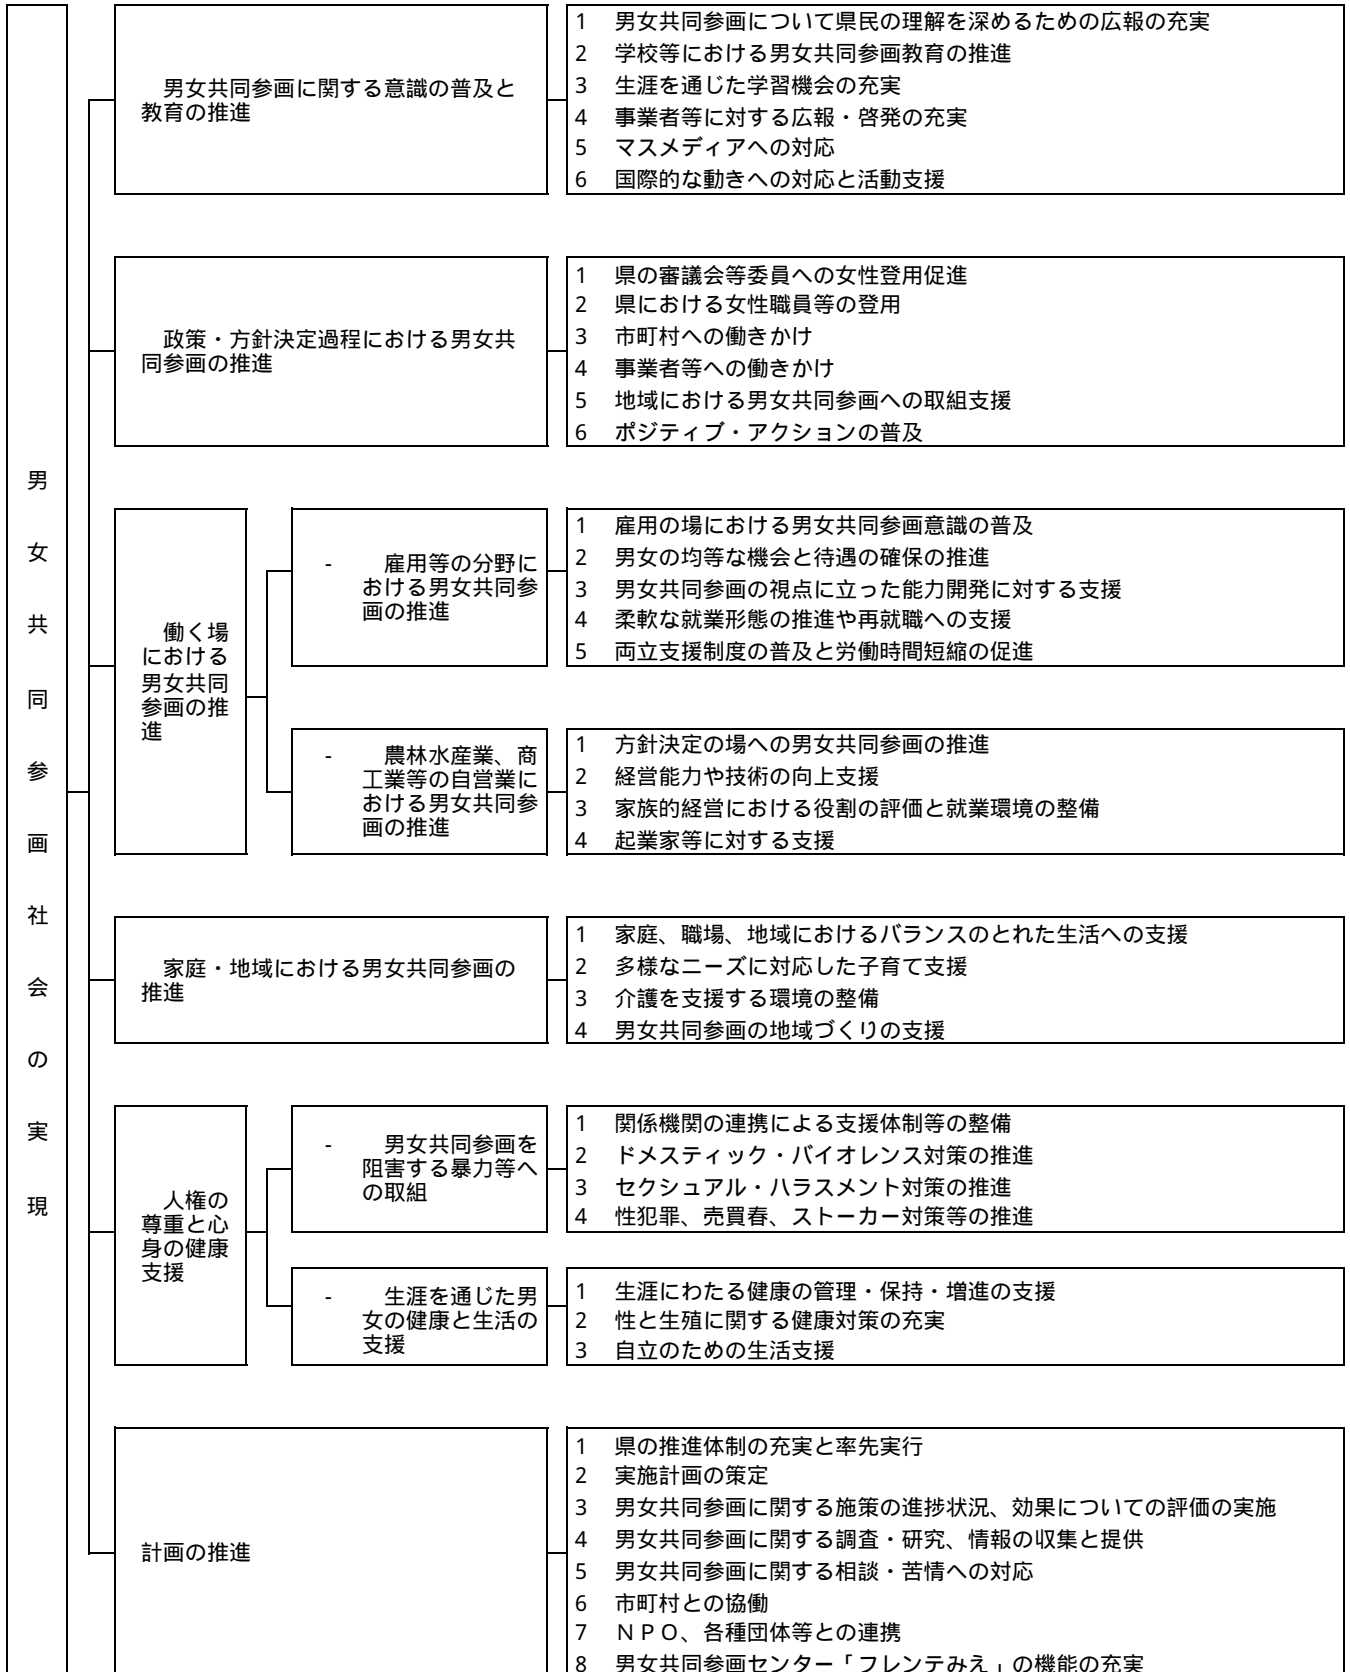 男女共同参画社会の実現
男女共同参画に関する意識の普及と
教育の推進
1 男女共同参画について県民の理解を深めるための広報の充実
2 学校等における男女共同参画教育の推進
3 生涯を通じた学習機会の充実
4 事業者等に対する広報・啓発の充実
5 マスメディアへの対応
6 国際的な動きへの対応と活動支援
政策・方針決定過程における男女共
同参画の推進
1 県の審議会等委員への女性登用促進
2 県における女性職員等の登用
3 市町村への働きかけ
4 事業者等への働きかけ
5 地域における男女共同参画への取組支援
6 ポジティブ・アクションの普及
働く場
における
男女共同
参画の推
進
- 雇用等の分野に
おける男女共同参
画の推進
1 雇用の場における男女共同参画意識の普及
2 男女の均等な機会と待遇の確保の推進
3 男女共同参画の視点に立った能力開発に対する支援
4 柔軟な就業形態の推進や再就職への支援
5 両立支援制度の普及と労働時間短縮の促進
- 農林水産業、商
工業等の自営業に
おける男女共同参
画の推進
1 方針決定の場への男女共同参画の推進
2 経営能力や技術の向上支援
3 家族的経営における役割の評価と就業環境の整備
4 起業家等に対する支援
家庭・地域における男女共同参画の
推進
1 家庭、職場、地域におけるバランスのとれた生活への支援
2 多様なニーズに対応した子育て支援
3 介護を支援する環境の整備
4 男女共同参画の地域づくりの支援
人権の
尊重と心
身の健康
支援
- 男女共同参画を
阻害する暴力等へ
の取組
1 関係機関の連携による支援体制等の整備
2 ドメスティック・バイオレンス対策の推進
3 セクシュアル・ハラスメント対策の推進
4 性犯罪、売買春、ストーカー対策等の推進
- 生涯を通じた男
女の健康と生活の
支援
1 生涯にわたる健康の管理・保持・増進の支援
2 性と生殖に関する健康対策の充実
3 自立のための生活支援
計画の推進
1 県の推進体制の充実と率先実行
2 実施計画の策定
3 男女共同参画に関する施策の進捗状況、効果についての評価の実施
4 男女共同参画に関する調査・研究、情報の収集と提供
5 男女共同参画に関する相談・苦情への対応
6 市町村との協働
7 ＮＰＯ、各種団体等との連携
8 男女共同参画センター「フレンテみえ」の機能の充実